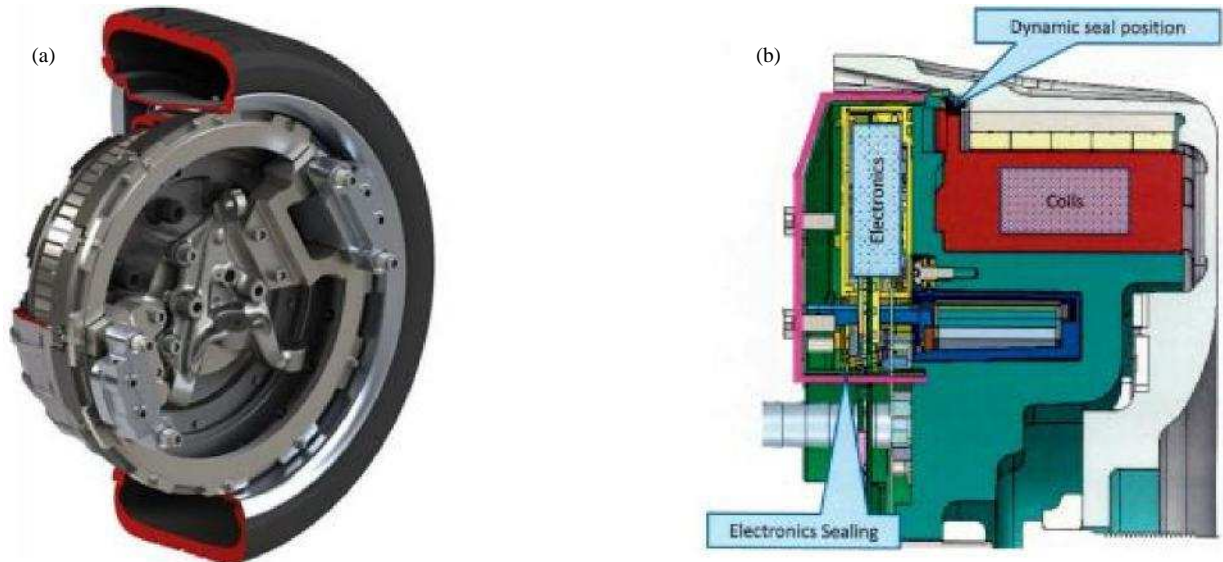 (a)
(b)
Dynamic seal
position
Electronics
Coils
Electronics Sealing